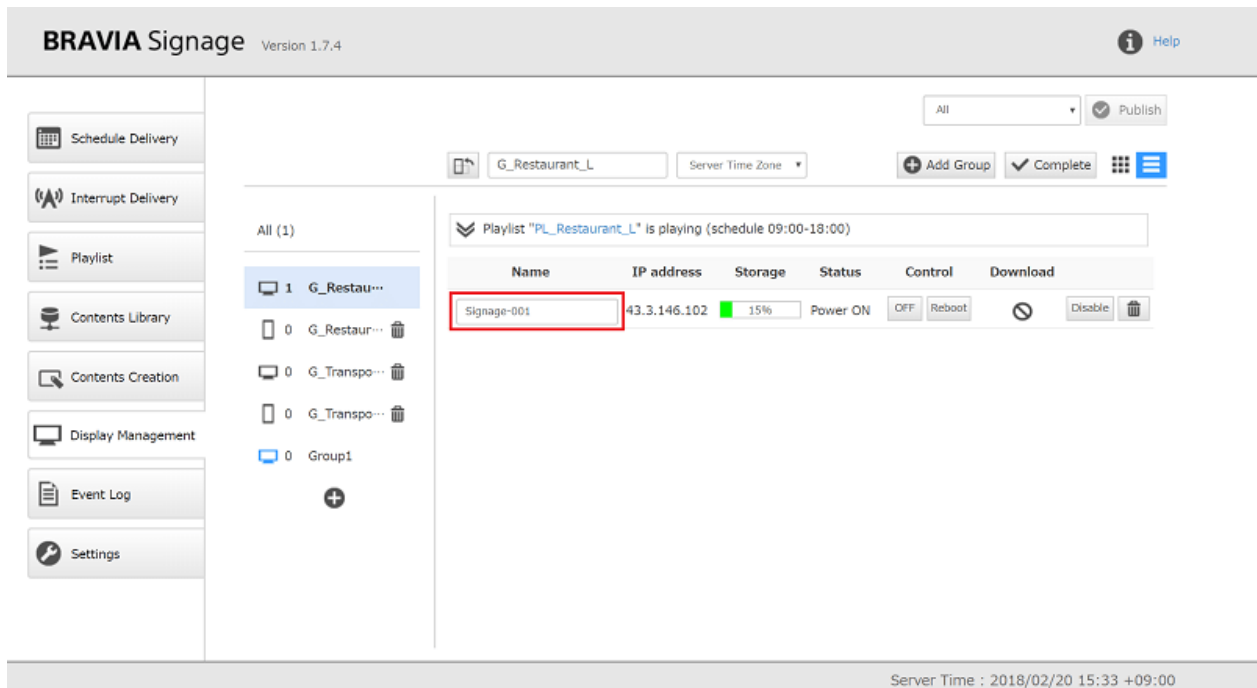 BRAVIA Signage Version 1.7.4
Help
All
Publish
Schedule Delivery
G_Restaurant_L
Server Time Zone
Add Group
Complete
Interrupt Delivery
All (1)
Playlist "PL_Restaurant_L" is playing (schedule 09:00-18:00)
Playlist
Name IP address Storage Status Control Download
1 G_Restau···
Signage-001 43.3.146.102 15% Power ON OFF Reboot Disable
Contents Library
0 G_Restaur···
Contents Creation
0 G_Transpo···
0 G_Transpo···
Display Management
0 Group1
Event Log
Settings
Server Time : 2018/02/20 15:33 +09:00